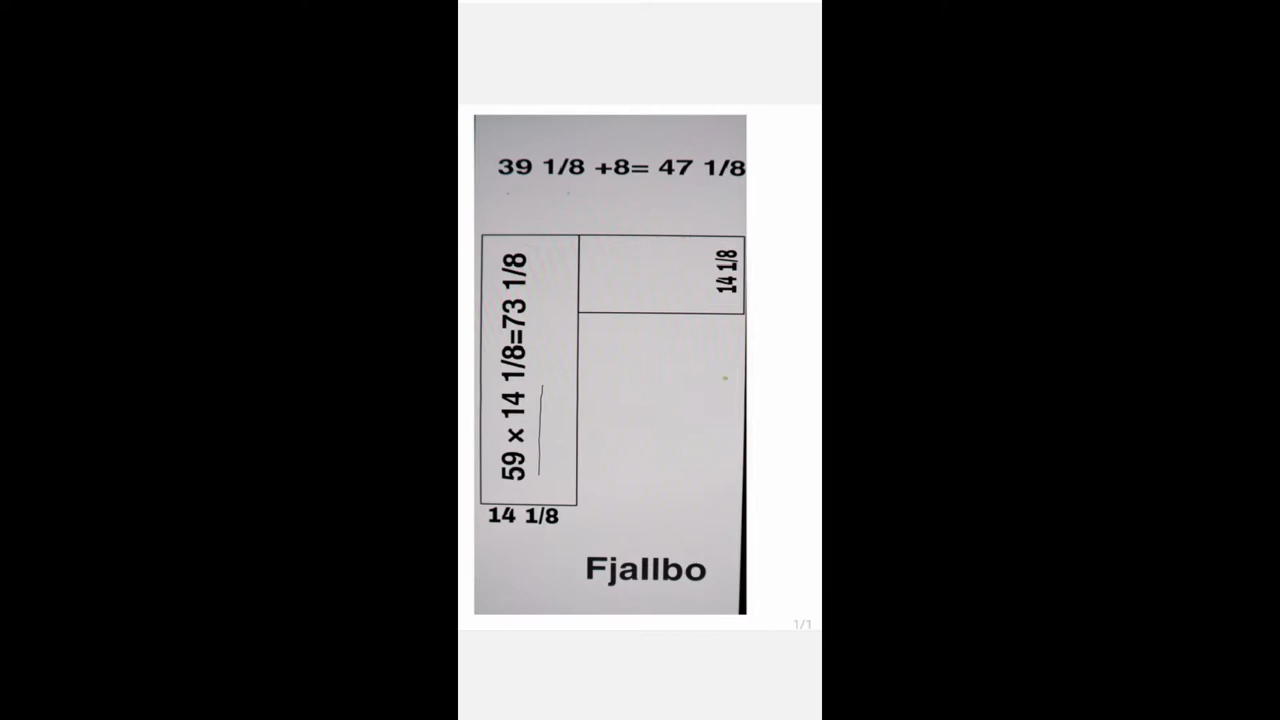 39 1/8 +8= 47 1/8
59 × 14 1/8=73 1/8
14 1/8
14 1/8
Fjallbo
1/1